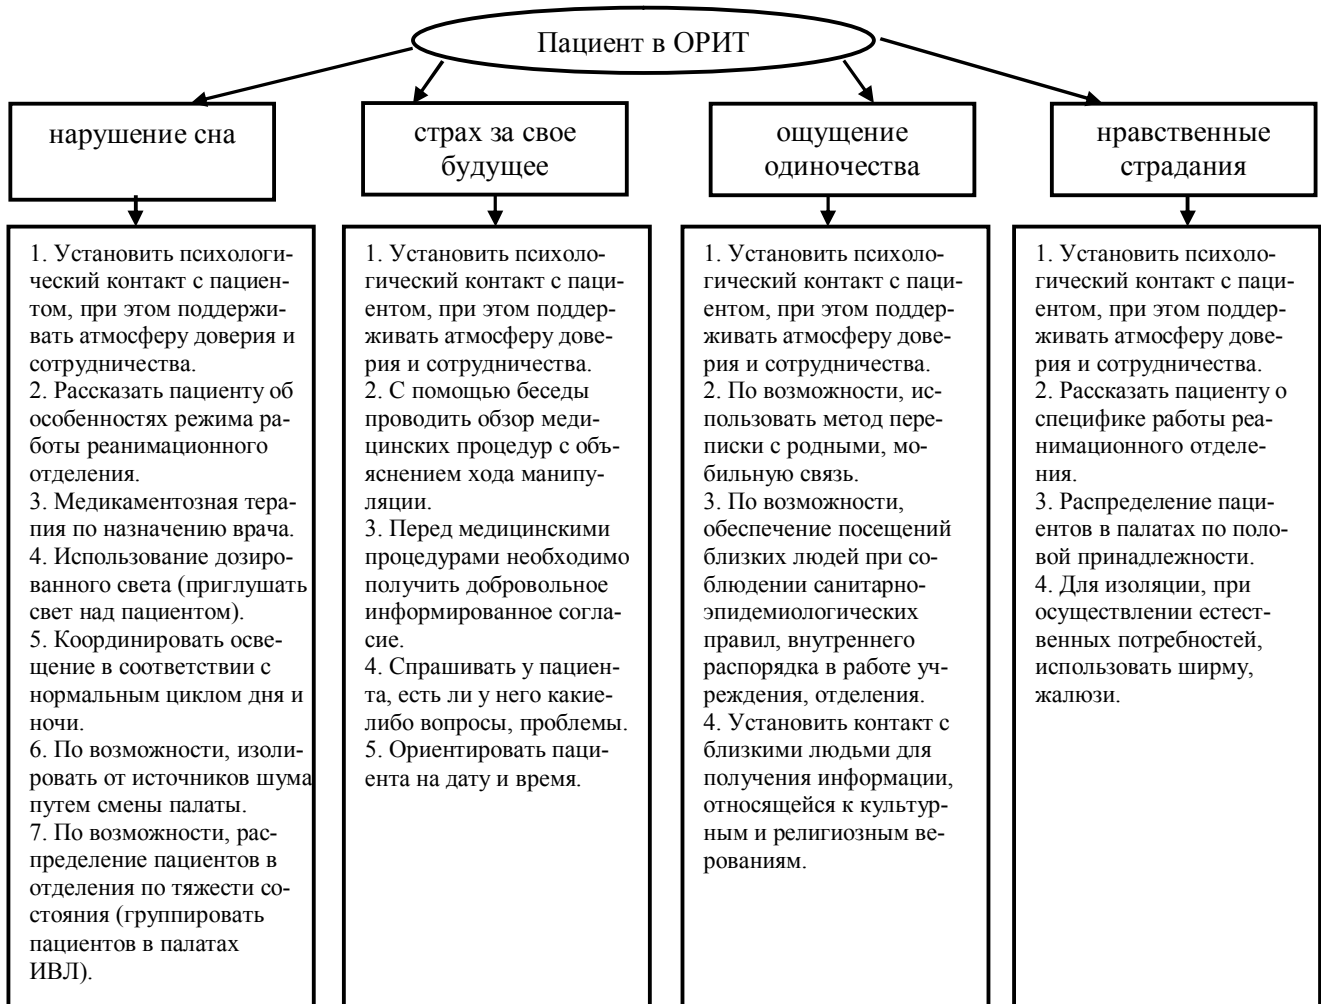 Пациент в ОРИТ
нарушение сна
страх за свое
будущее
ощущение
одиночества
нравственные
страдания
1. Установить психологи-
ческий контакт с пациен-
том, при этом поддержи-
вать атмосферу доверия и
сотрудничества.
2. Рассказать пациенту об
особенностях режима ра-
боты реанимационного
отделения.
3. Медикаментозная тера-
пия по назначению врача.
4. Использование дозиро-
ванного света (приглушать
свет над пациентом).
5. Координировать осве-
щение в соответствии с
нормальным циклом дня и
ночи.
6. По возможности, изоли-
ровать от источников шума
путем смены палаты.
7. По возможности, рас-
пределение пациентов в
отделения по тяжести со-
стояния (группировать
пациентов в палатах
ИВЛ).
1. Установить психоло-
гический контакт с паци-
ентом, при этом поддер-
живать атмосферу дове-
рия и сотрудничества.
2. С помощью беседы
проводить обзор меди-
цинских процедур с объ-
яснением хода манипу-
ляции.
3. Перед медицинскими
процедурами необходимо
получить добровольное
информированное согла-
сие.
4. Спрашивать у пациен-
та, есть ли у него какие-
либо вопросы, проблемы.
5. Ориентировать паци-
ента на дату и время.
1. Установить психоло-
гический контакт с паци-
ентом, при этом поддер-
живать атмосферу дове-
рия и сотрудничества.
2. По возможности, ис-
пользовать метод пере-
писки с родными, мо-
бильную связь.
3. По возможности,
обеспечение посещений
близких людей при со-
блюдении санитарно-
эпидемиологических
правил, внутреннего
распорядка в работе уч-
реждения, отделения.
4. Установить контакт с
близкими людьми для
получения информации,
относящейся к культур-
ным и религиозным ве-
рованиям.
1. Установить психоло-
гический контакт с паци-
ентом, при этом поддер-
живать атмосферу дове-
рия и сотрудничества.
2. Рассказать пациенту о
специфике работы реа-
нимационного отделе-
ния.
3. Распределение паци-
ентов в палатах по поло-
вой принадлежности.
4. Для изоляции, при
осуществлении естест-
венных потребностей,
использовать ширму,
жалюзи.